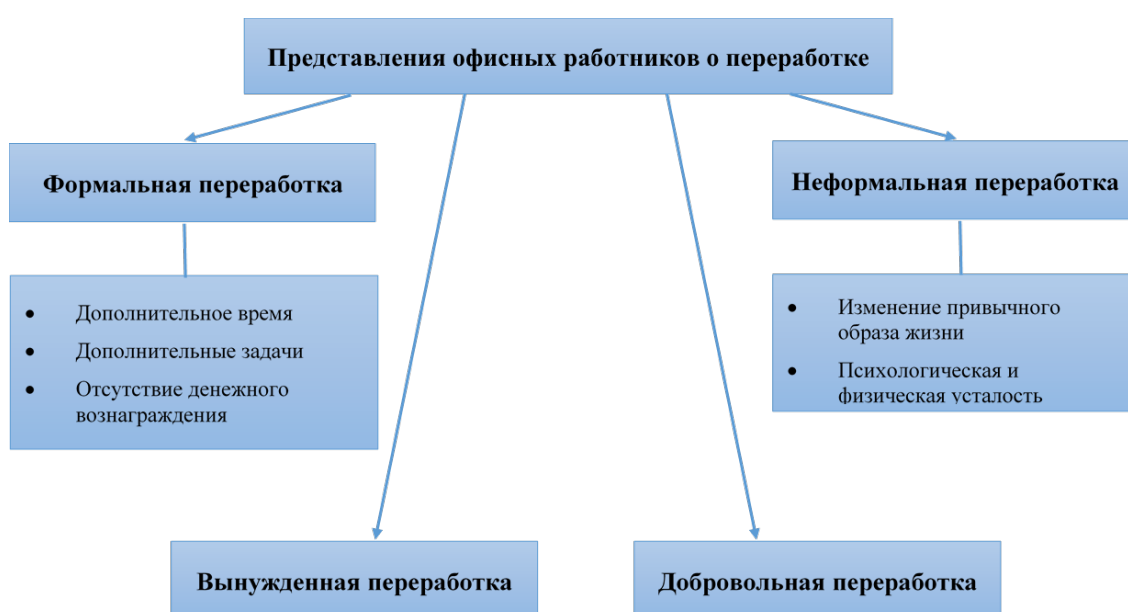 Представления офисных работников о переработке
Формальная переработка
Неформальная переработка
Дополнительное время
Дополнительные задачи
Отсутствие денежного
вознаграждения
Изменение привычного
образа жизни
Психологическая и
физическая усталость
Вынужденная переработка
Добровольная переработка